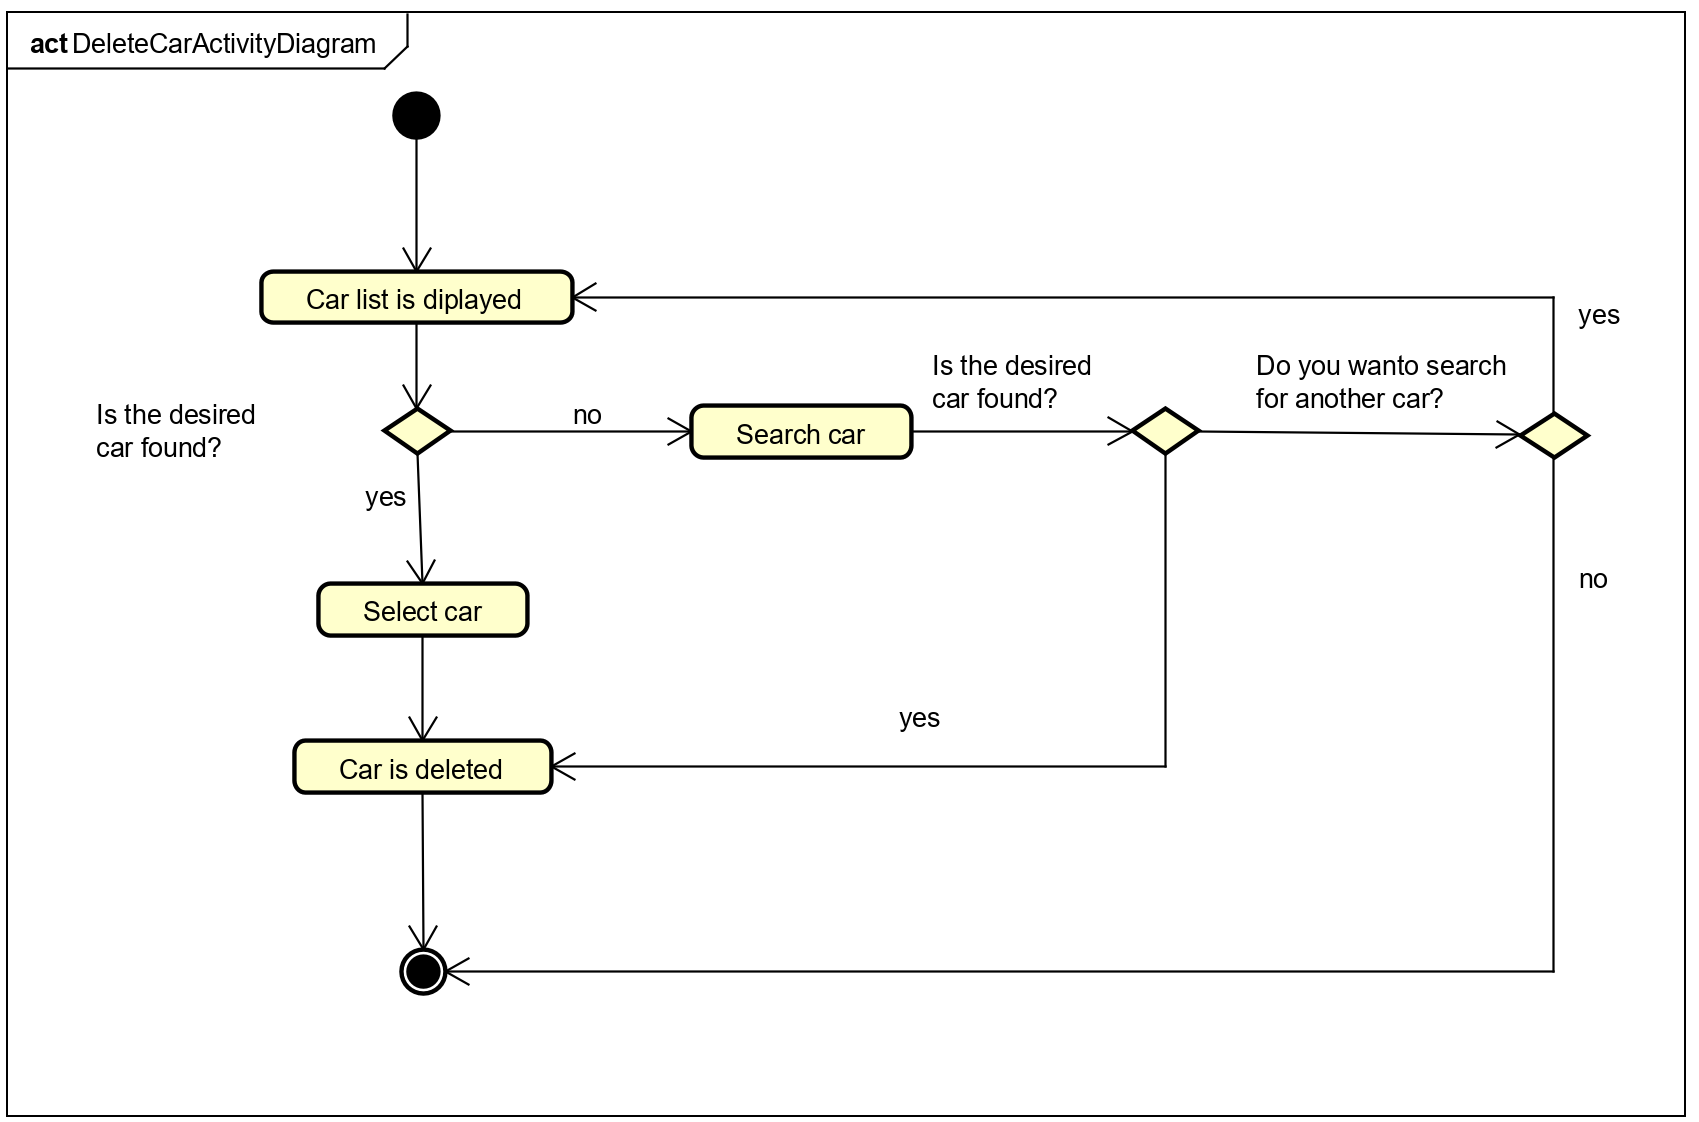 act DeleteCarActivityDiagram
Car list is diplayed
yes
Is the desired
car found?
Do you wanto search
for another car?
Is the desired
car found?
no
Search car
yes
Select car
no
yes
Car is deleted